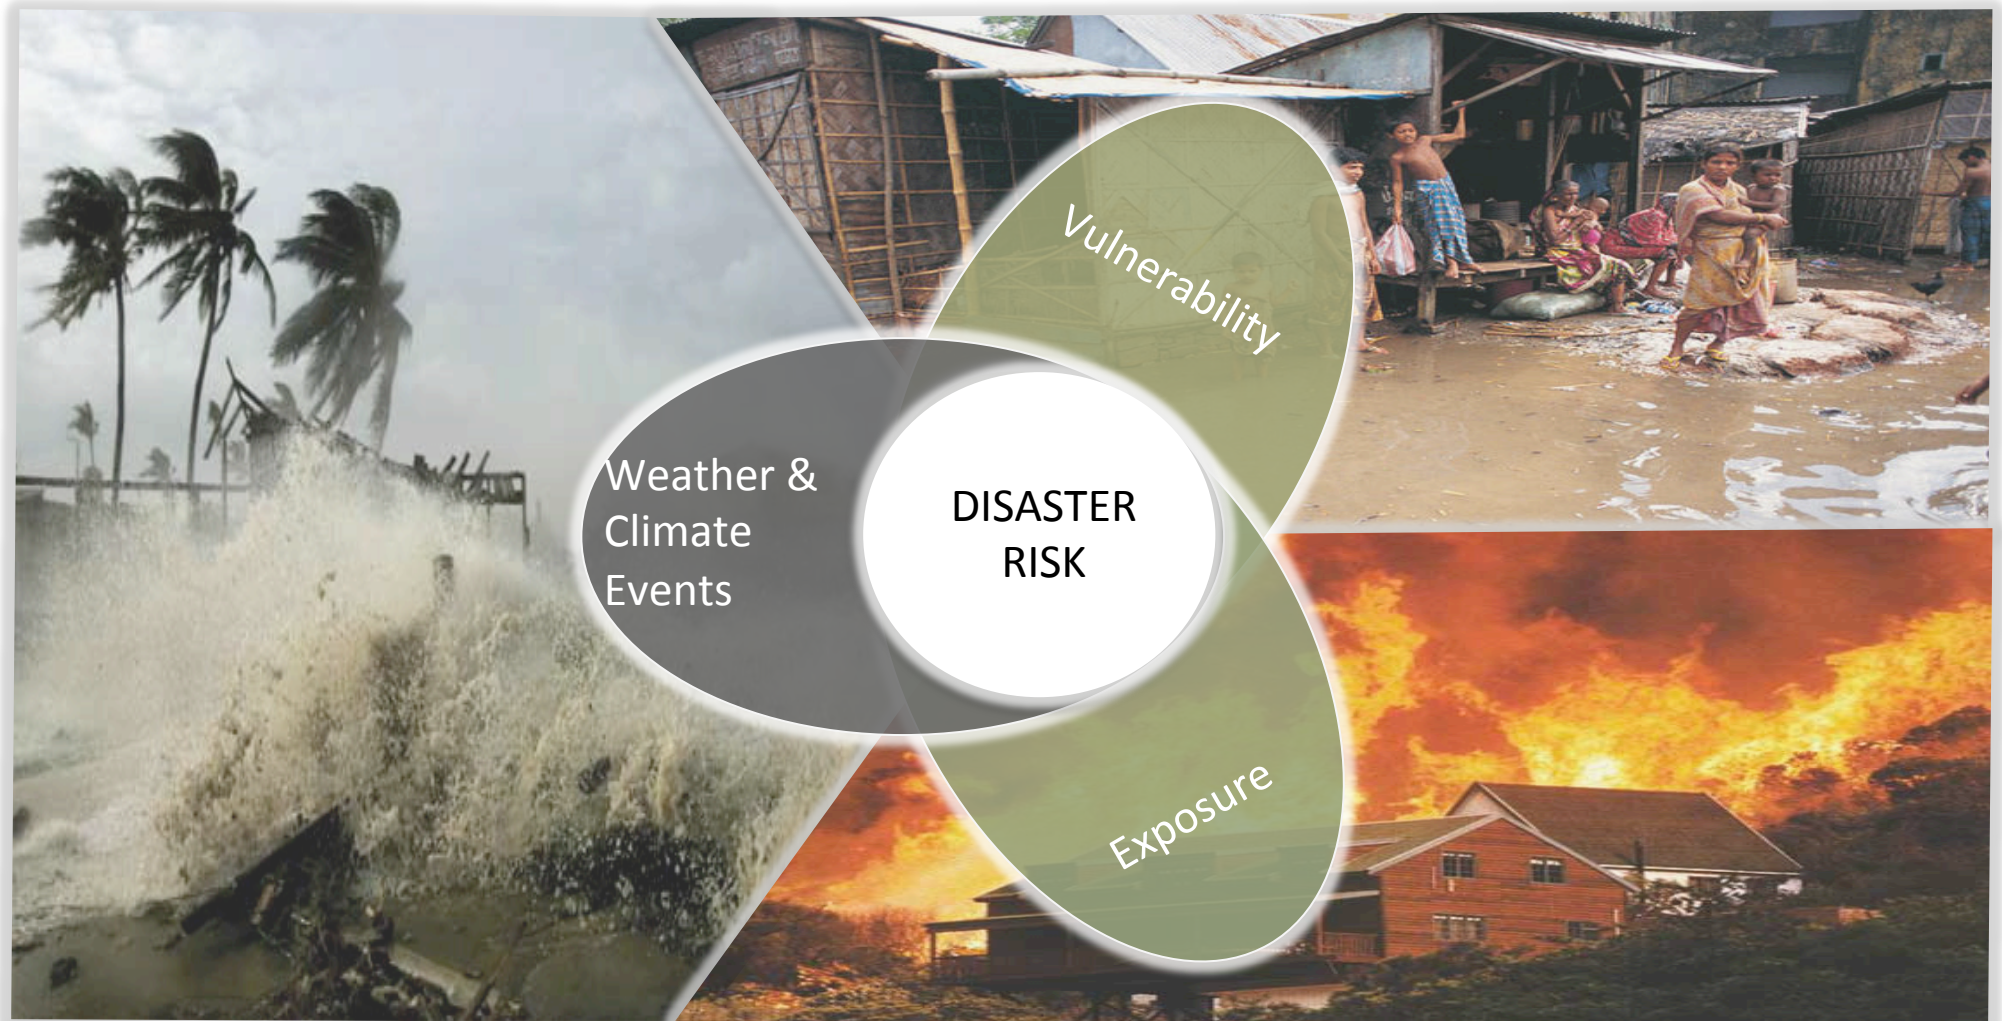 Vulnerability
Weather &
Climate
Events
DISASTER
RISK
Exposure